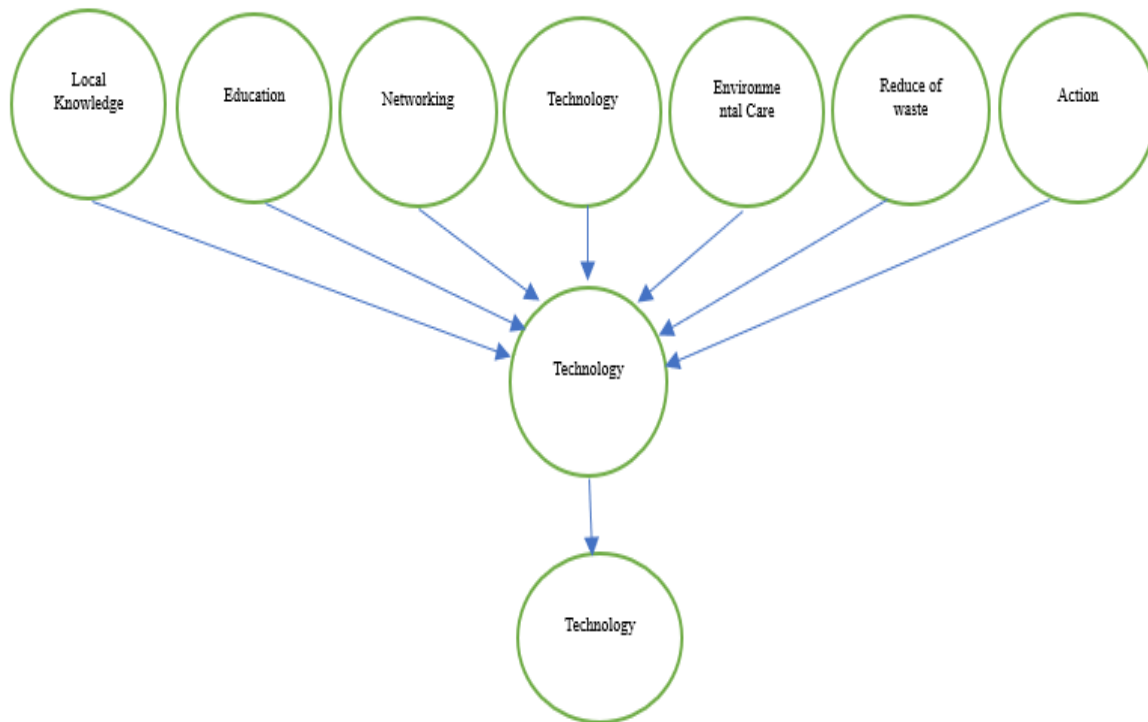 Local
Knowledge
Education
Networking
Technology
Environme
ntal Care
Reduce of
waste
Action
Technology
Technology